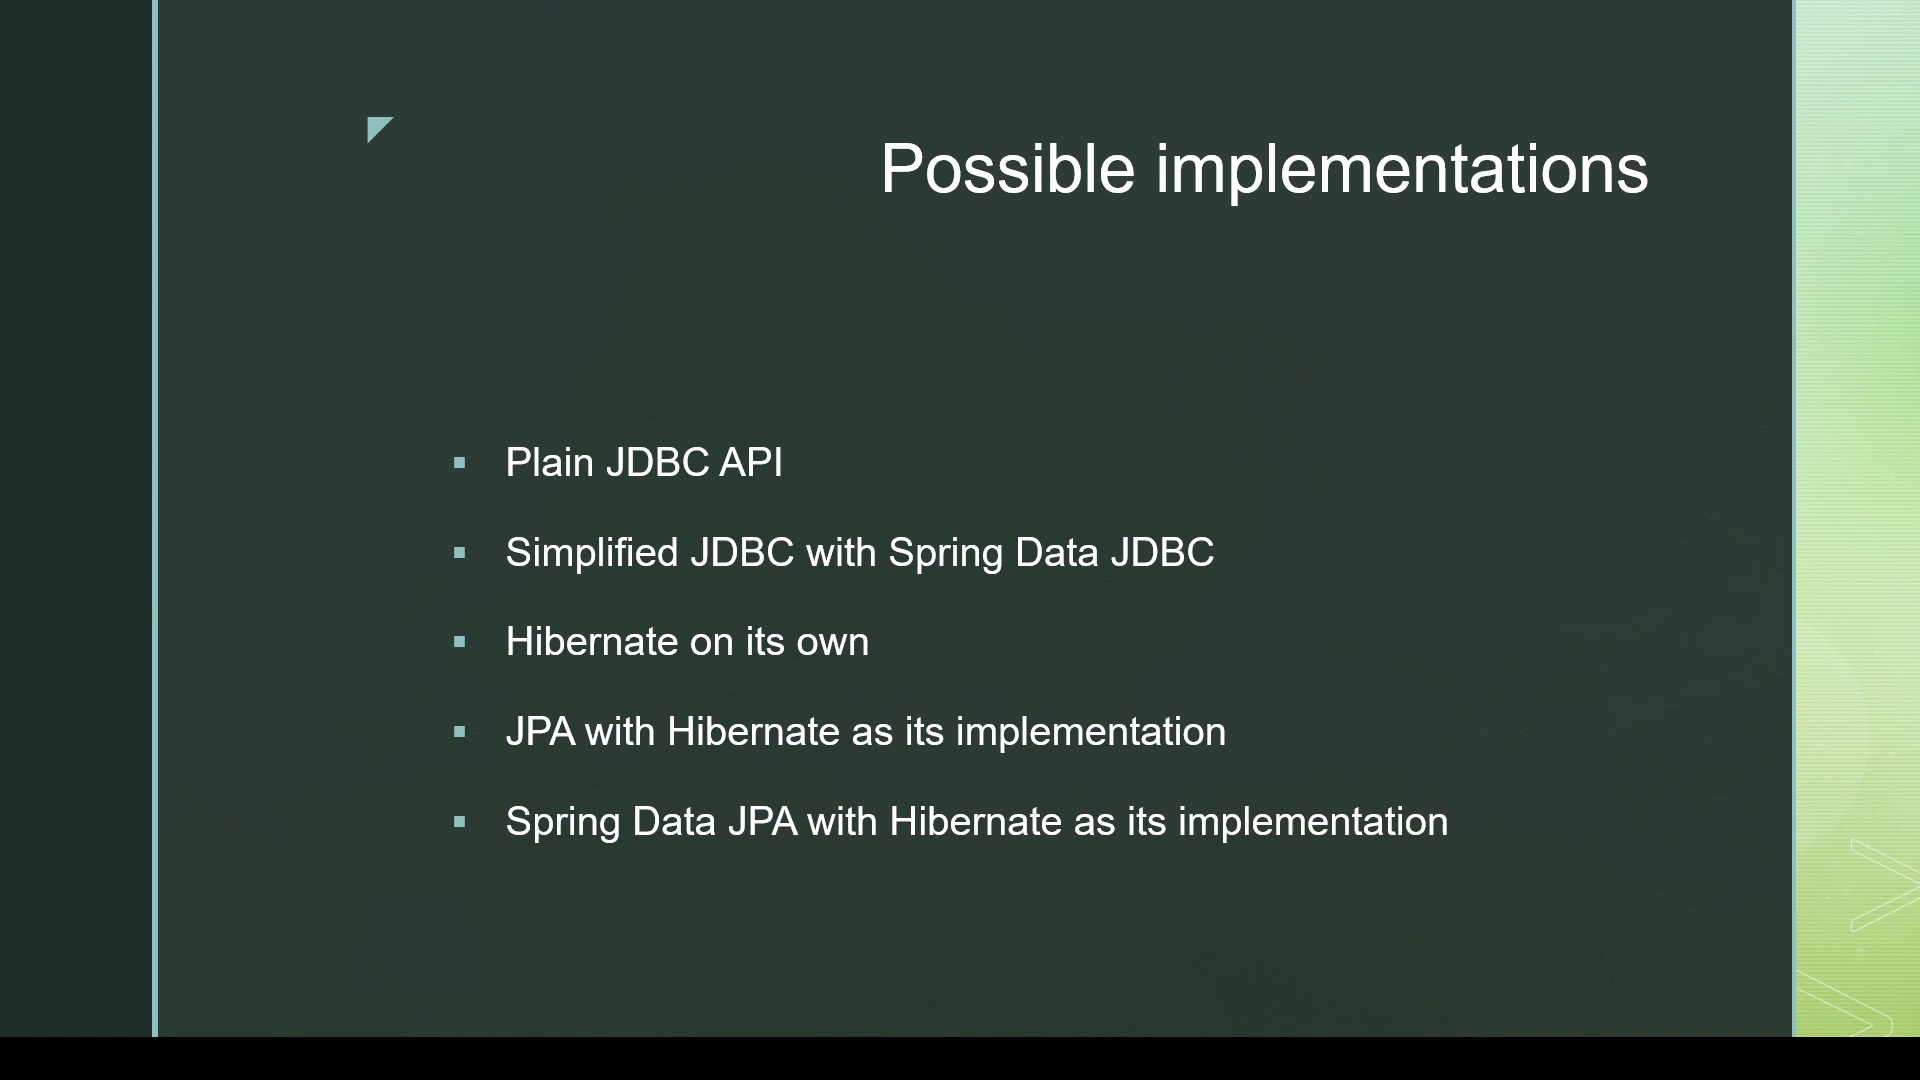 Possible implementations
Plain JDBC API
Simplified JDBC with Spring Data JDBC
Hibernate on its own
JPA with Hibernate as its implementation
Spring Data JPA with Hibernate as its implementation